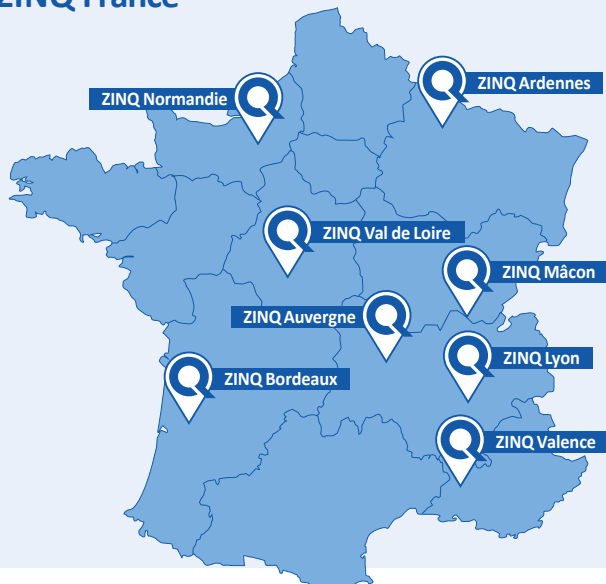 ZINQ France
ZINQ Ardennes
ZINQ Normandie
ZINQ Val de Loire
ZINQ Mâcon
ZINQ Auvergne
ZINQ Lyon
ZINQ Bordeaux
ZINQ Valence